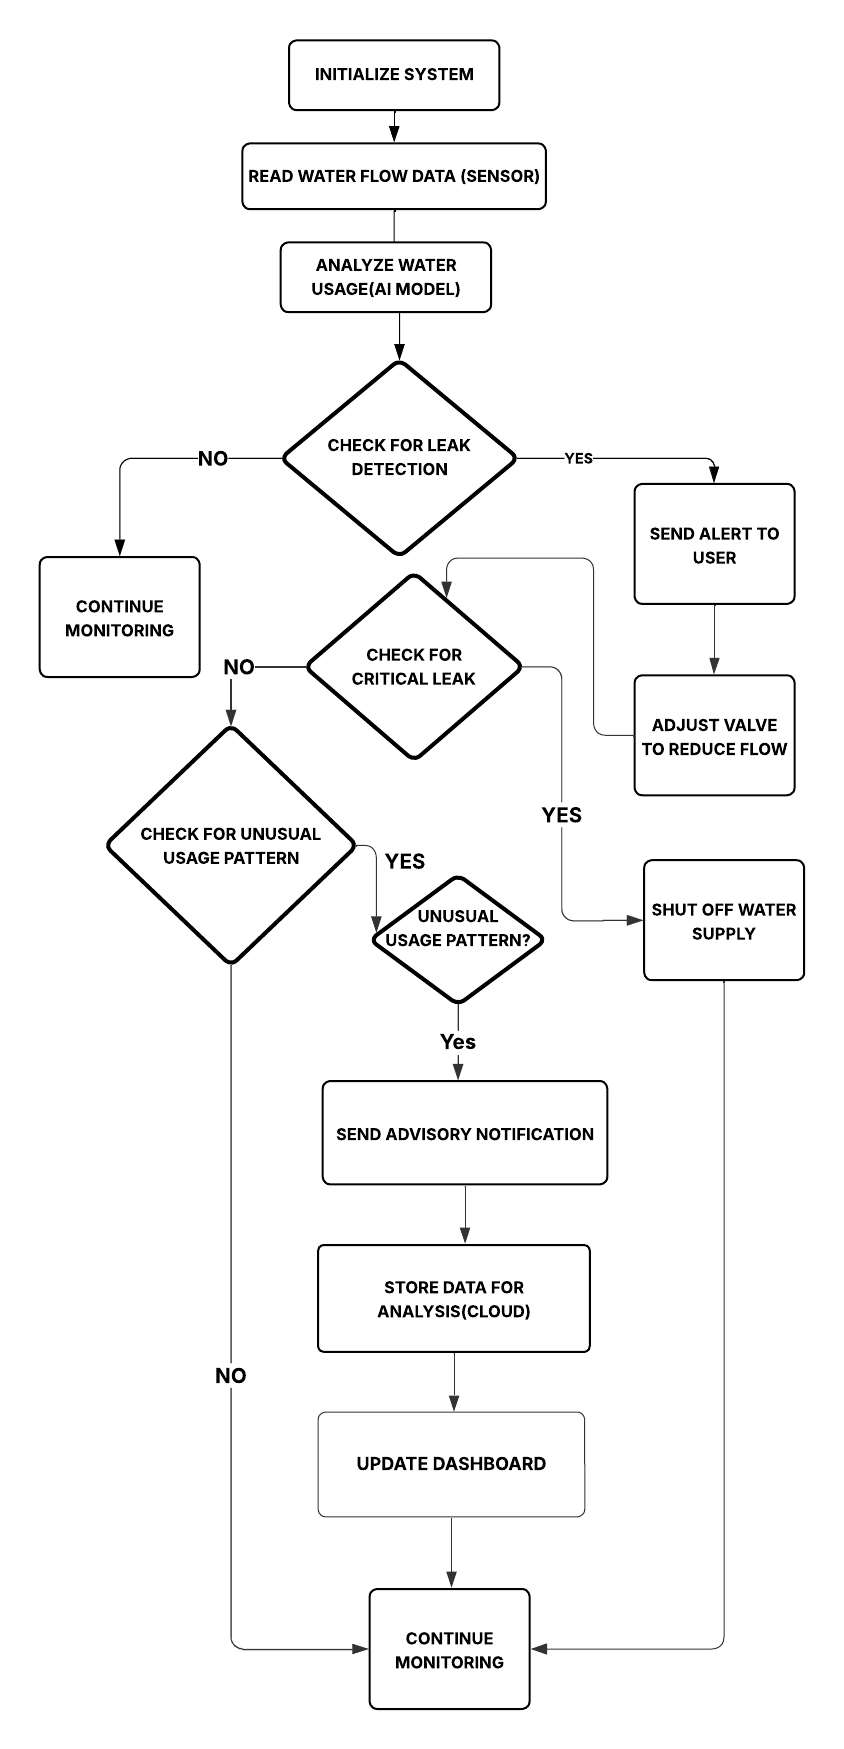 INITIALIZE SYSTEM
READ WATER FLOW DATA (SENSOR)
ANALYZE WATER
USAGE(AI MODEL)
CHECK FOR LEAK
DETECTION
NO
YES
SEND ALERT TO
USER
CONTINUE
MONITORING
CHECK FOR
CRITICAL LEAK
NO
ADJUST VALVE
TO REDUCE FLOW
YES
CHECK FOR UNUSUAL
USAGE PATTERN
YES
UNUSUAL
USAGE PATTERN?
SHUT OFF WATER
SUPPLY
Yes
SEND ADVISORY NOTIFICATION
STORE DATA FOR
ANALYSIS(CLOUD)
NO
UPDATE DASHBOARD
CONTINUE
MONITORING